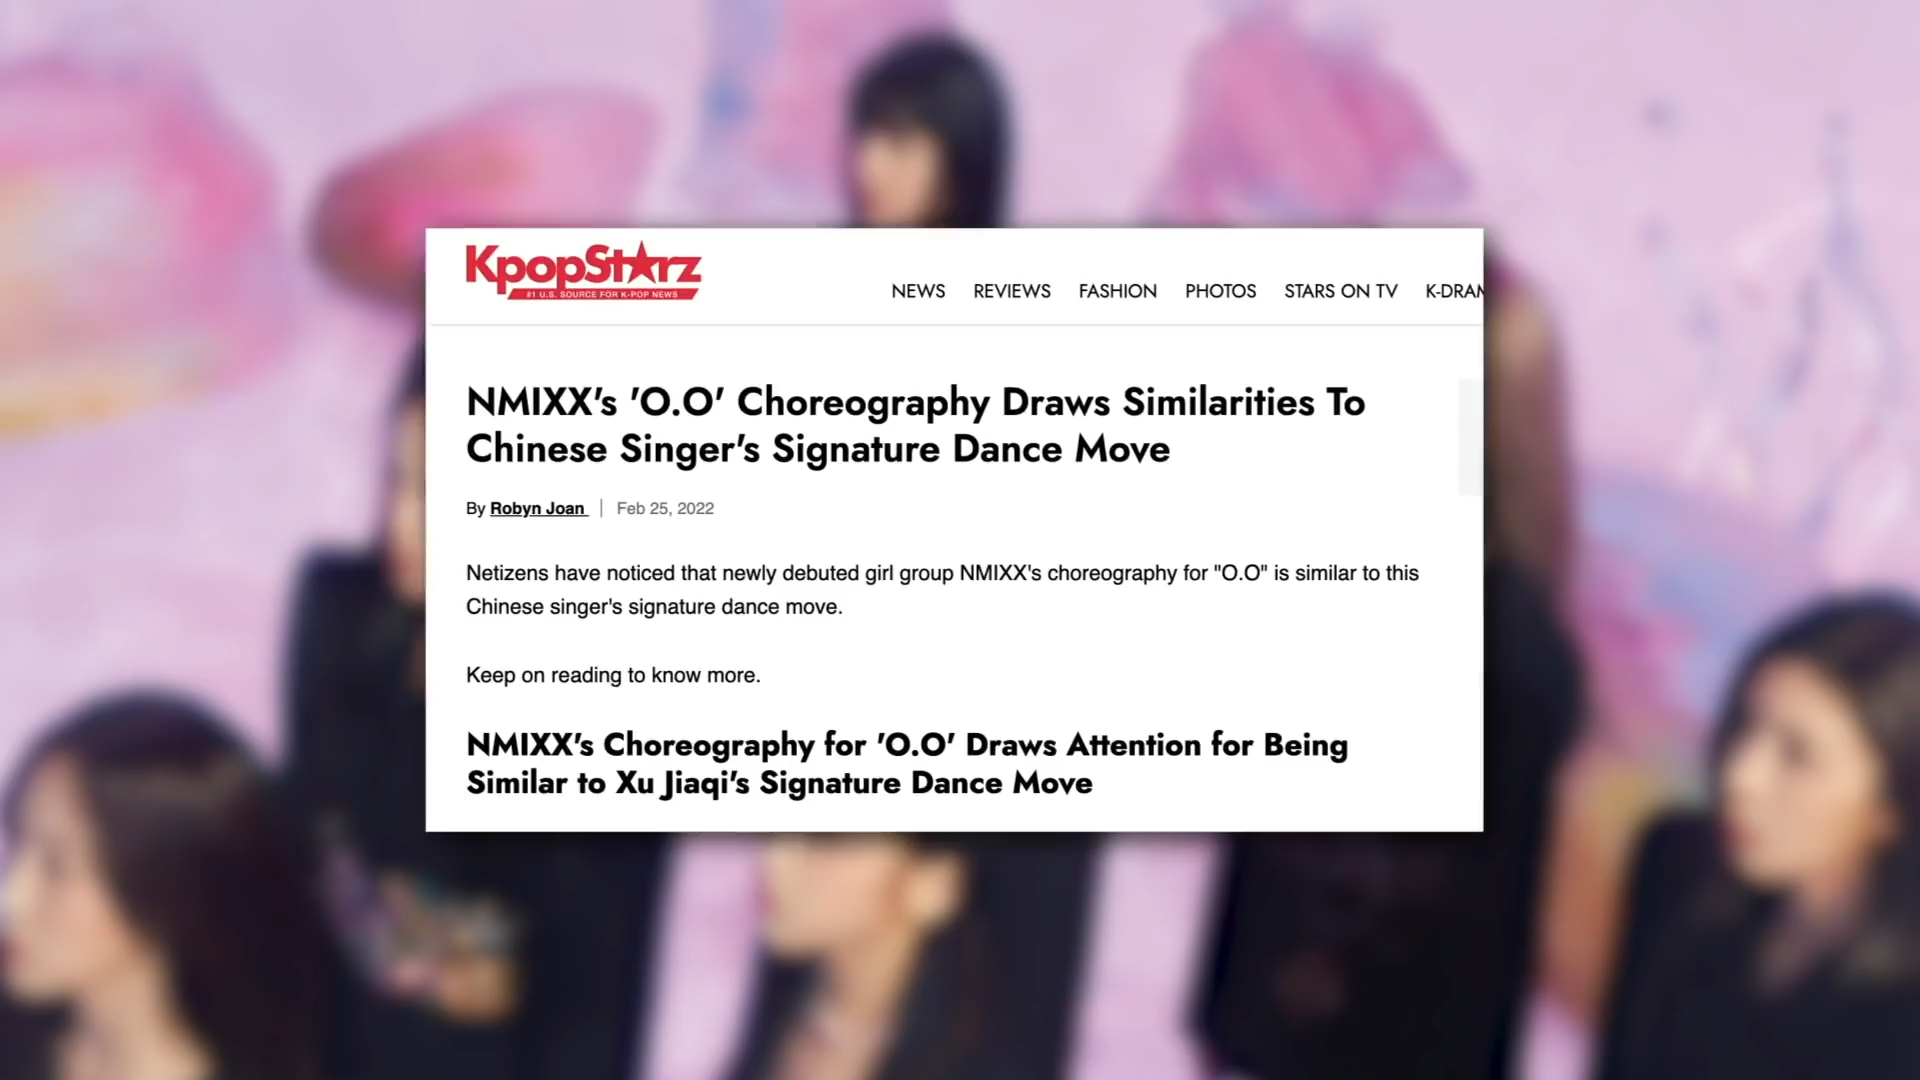 KpopStarz
#1 U.S. SOURCE FOR K-POP NEWS
NEWS REVIEWS FASHION PHOTOS STARS ON TV K-DRAM
NMIXX's 'O.O' Choreography Draws Similarities To
Chinese Singer's Signature Dance Move
By Robyn Joan | Feb 25, 2022
Netizens have noticed that newly debuted girl group NMIXX's choreography for "O.O" is similar to this
Chinese singer's signature dance move.
Keep on reading to know more.
NMIXX's Choreography for 'O.O' Draws Attention for Being
Similar to Xu Jiaqi's Signature Dance Move